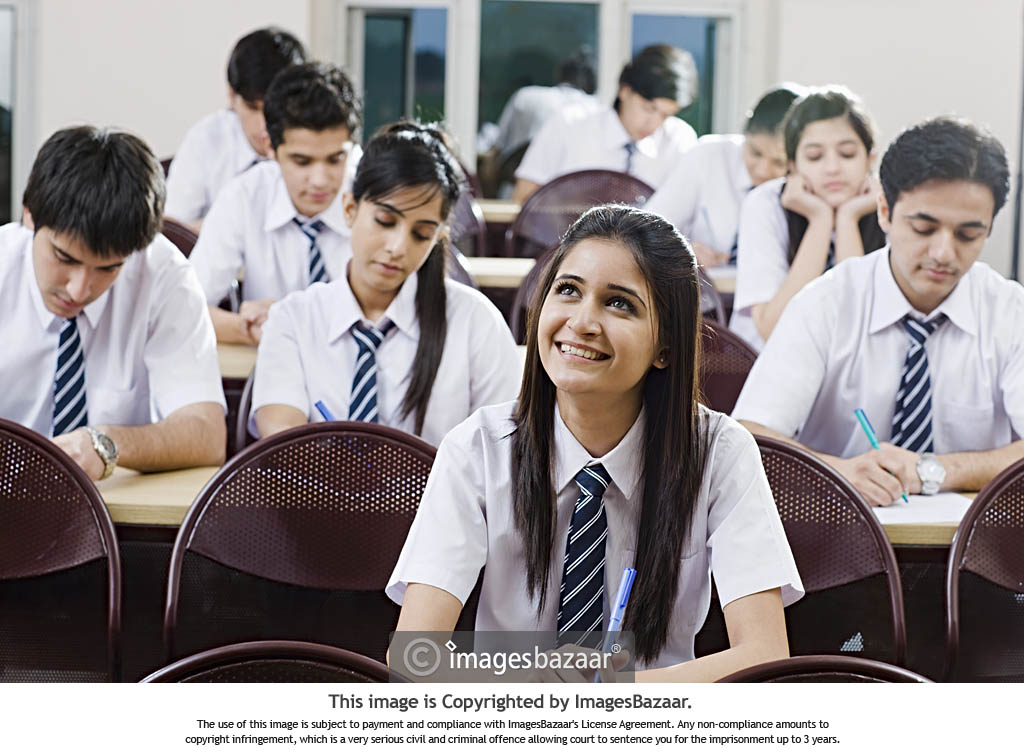 © imagesbazaar®
This image is Copyrighted by ImagesBazaar.
The use of this image is subject to payment and compliance with ImagesBazaar's License Agreement. Any non-compliance amounts to
copyright infringement, which is a very serious civil and criminal offence allowing court to sentence you for the imprisonment up to 3 years.